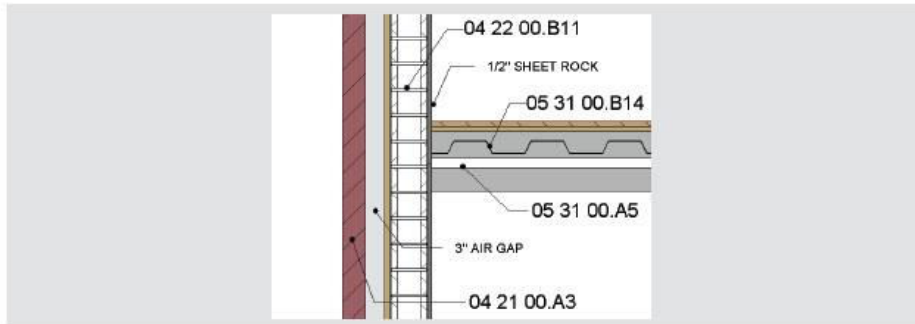 04 22 00.B11
1/2" SHEET ROCK
05 31 00.B14
05 31 00.A5
3" AIR GAP
04 21 00.A3